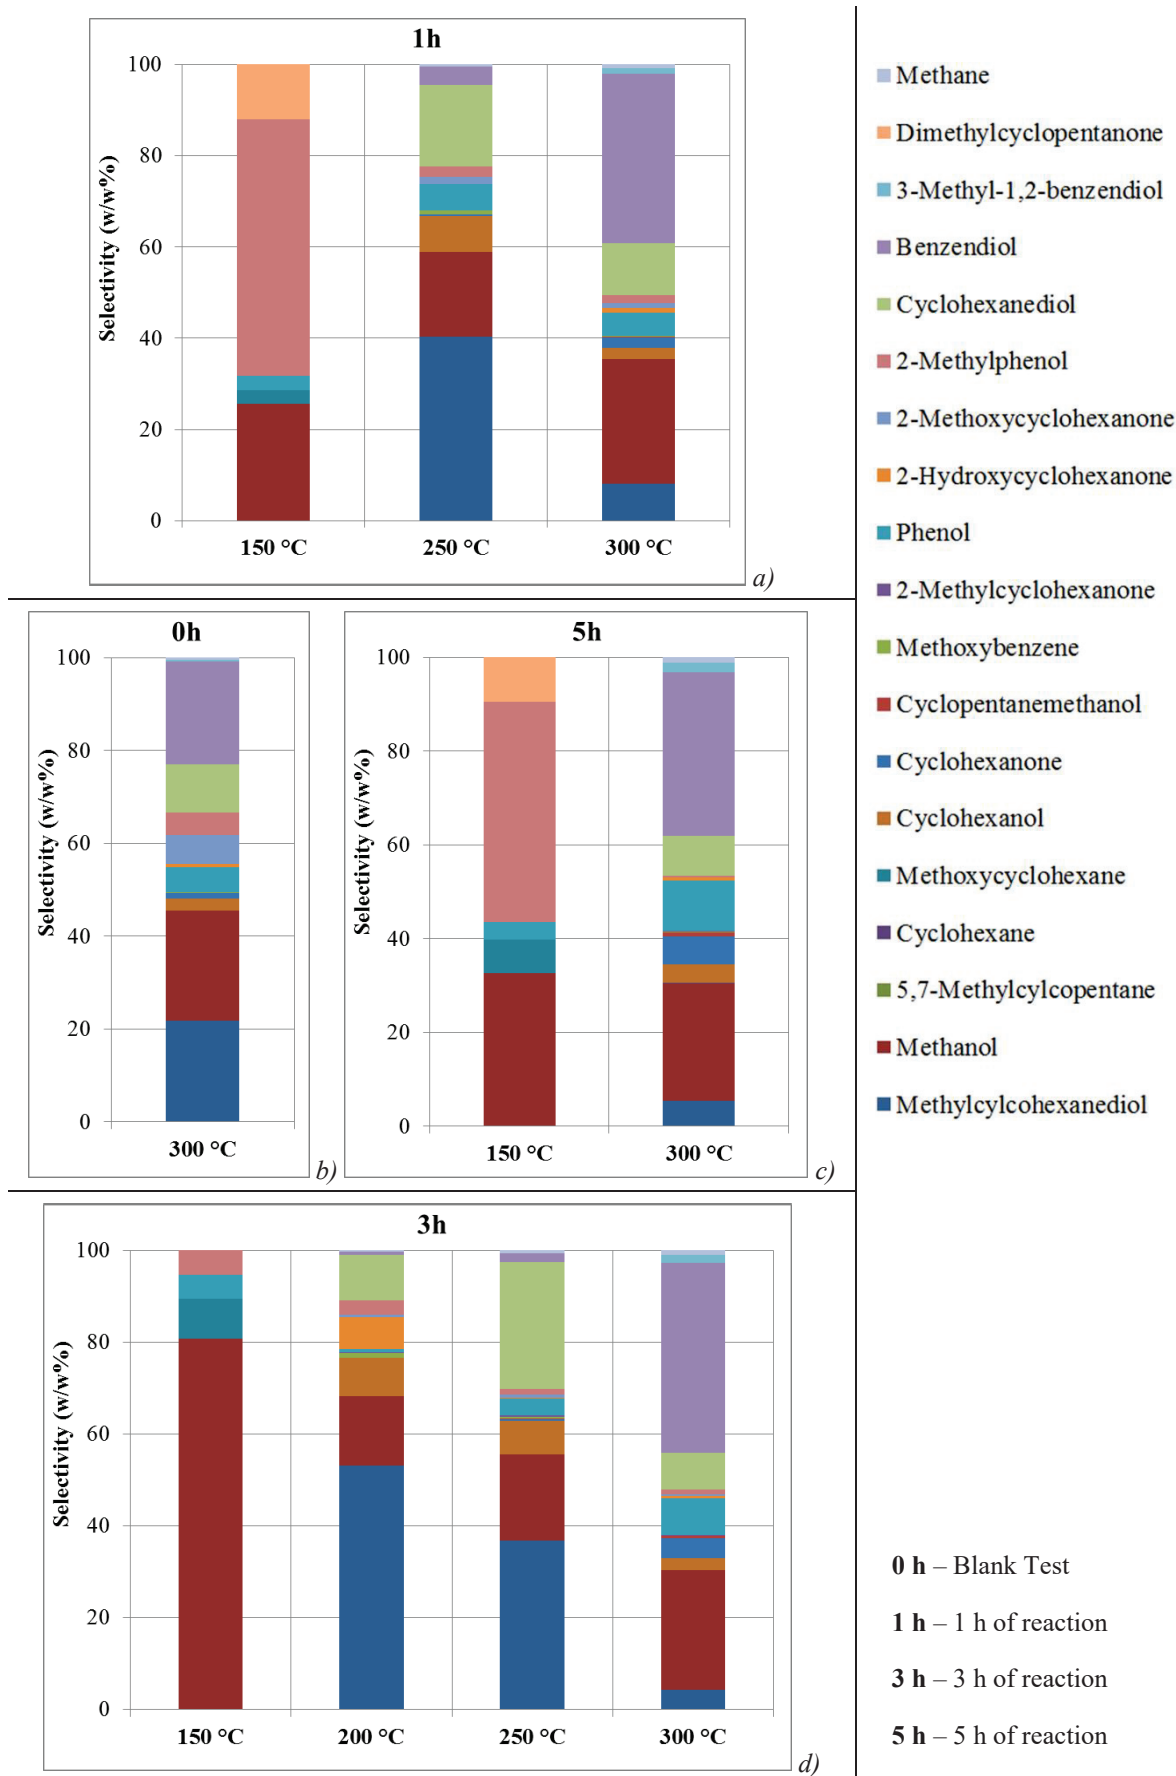 1h
Selectivity (w/w%)
100
80
60
40
20
0
150 °C
250 °C
300 °C
a)
0h
Selectivity (w/w%)
100
80
60
40
20
0
300 °C
b)
5h
Selectivity (w/w%)
100
80
60
40
20
0
150 °C
300 °C
c)
3h
Selectivity (w/w%)
100
80
60
40
20
0
150 °C
200 °C
250 °C
300 °C
d)
Methane
Dimethylcyclopentanone
3-Methyl-1,2-benzendiol
Benzendiol
Cyclohexanediol
2-Methylphenol
2-Methoxycyclohexanone
2-Hydroxycyclohexanone
Phenol
2-Methylcyclohexanone
Methoxybenzene
Cyclopentanemethanol
Cyclohexanone
Cyclohexanol
Methoxycyclohexane
Cyclohexane
5,7-Methylcylcopentane
Methanol
Methylcylcohexanediol
0 h – Blank Test
1 h – 1 h of reaction
3 h – 3 h of reaction
5 h – 5 h of reaction